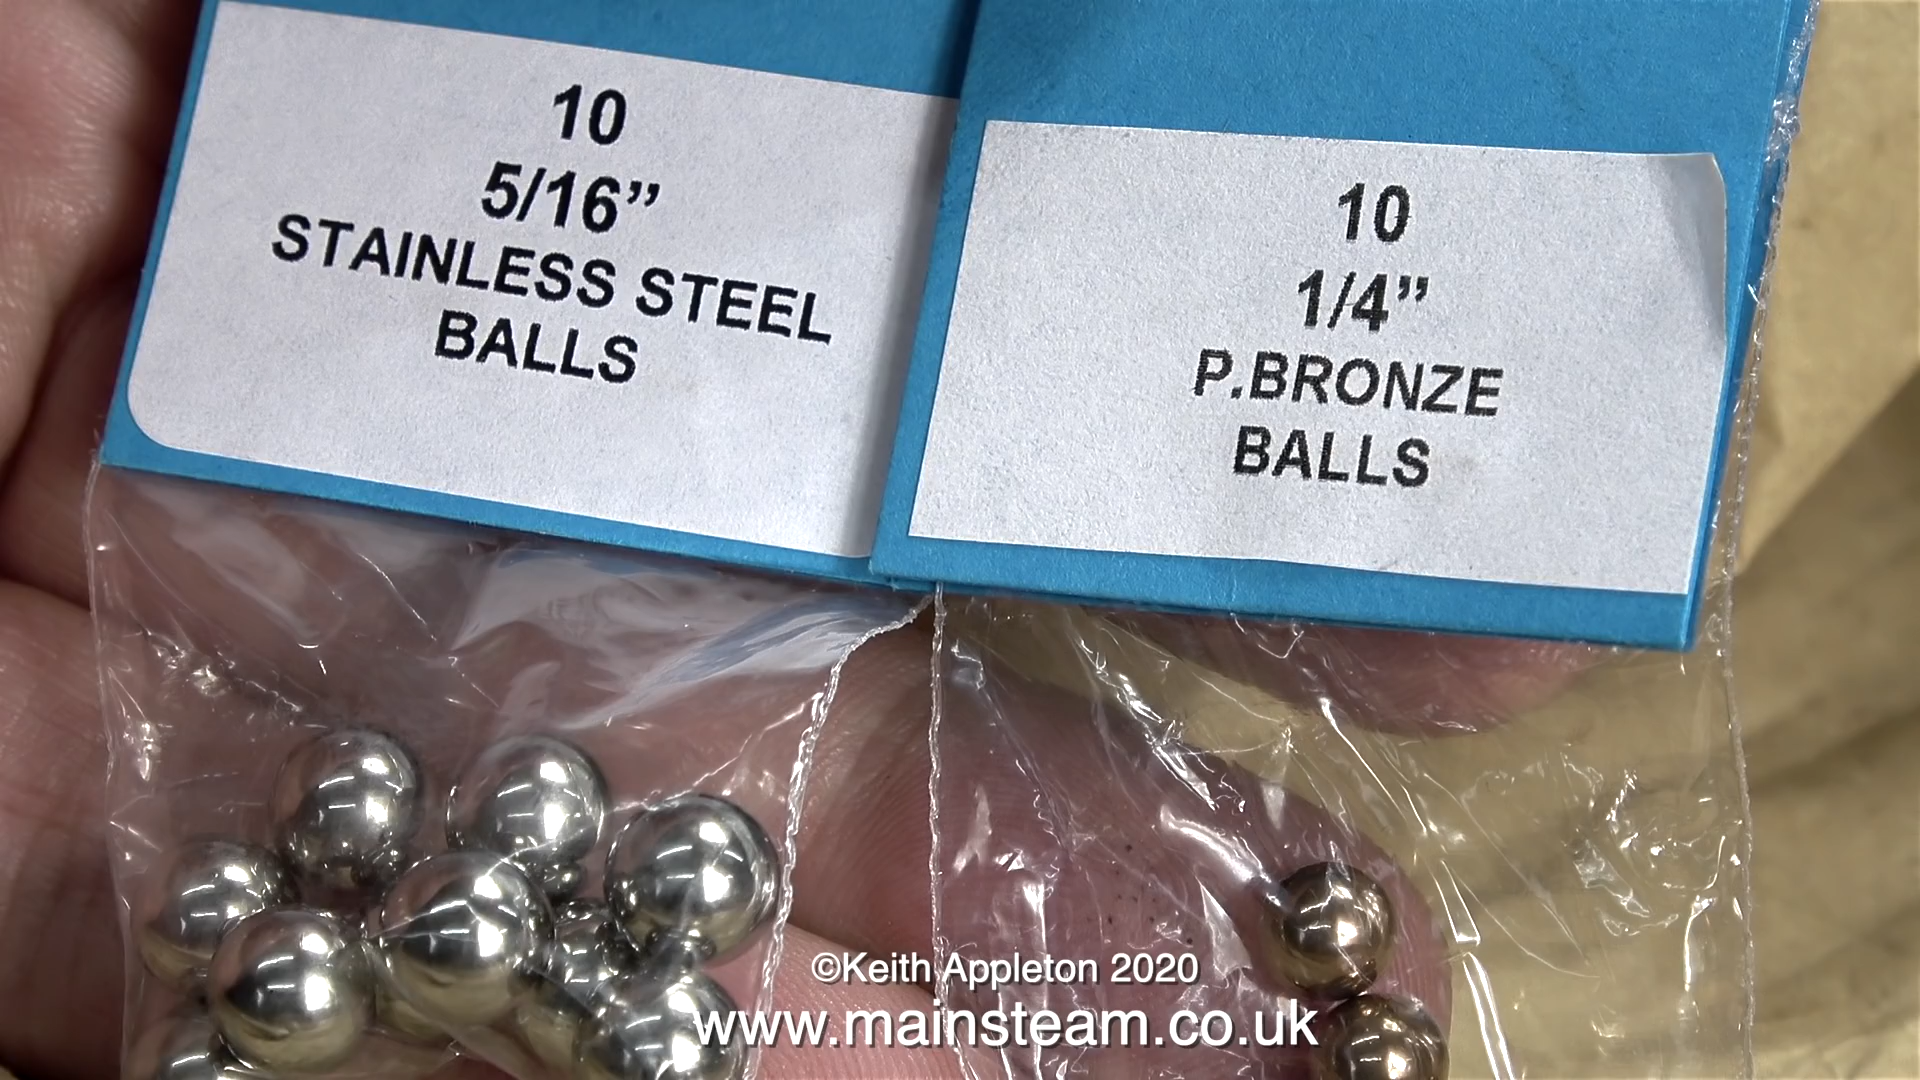 10
5/16”
STAINLESS STEEL
BALLS
10
1/4”
P.BRONZE
BALLS
©Keith Appleton 2020
www.mainsteam.co.uk